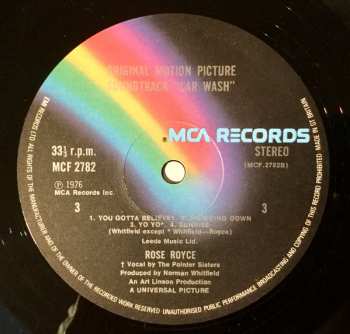 ORIGINAL MOTION PICTURE
SOUNDTRACK "CAR WASH"
MCA RECORDS
33⅓ r.p.m.
STEREO
MCF 2782
(MCF.2782B)
℗ 1976
MCA Records Inc.
3
3
1. YOU GOTTA BELIEVE† DOWN
3. YO YO* 4. SUNRISE
(Whitfield except * Whitfield—Royce)
Leeds Music Ltd.
ROSE ROYCE
† Vocal by The Pointer Sisters
Produced by Norman Whitfield
An Art Linson Production
A UNIVERSAL PICTURE
EMI RECORDS LTD ALL RIGHTS OF THE MANUFACTURER AND OF THE OWNER OF THE RECORDED WORK RESERVED UNAUTHORISED PUBLIC PERFORMANCE BROADCASTING AND COPYING OF THIS RECORD PROHIBITED MADE IN GT BRITAIN